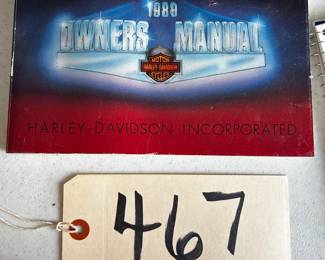 1989
OWNERS MANUAL
MOTOR
HARLEY-DAVIDSON
CYCLES
HARLEY-DAVIDSON, INCORPORATED
467